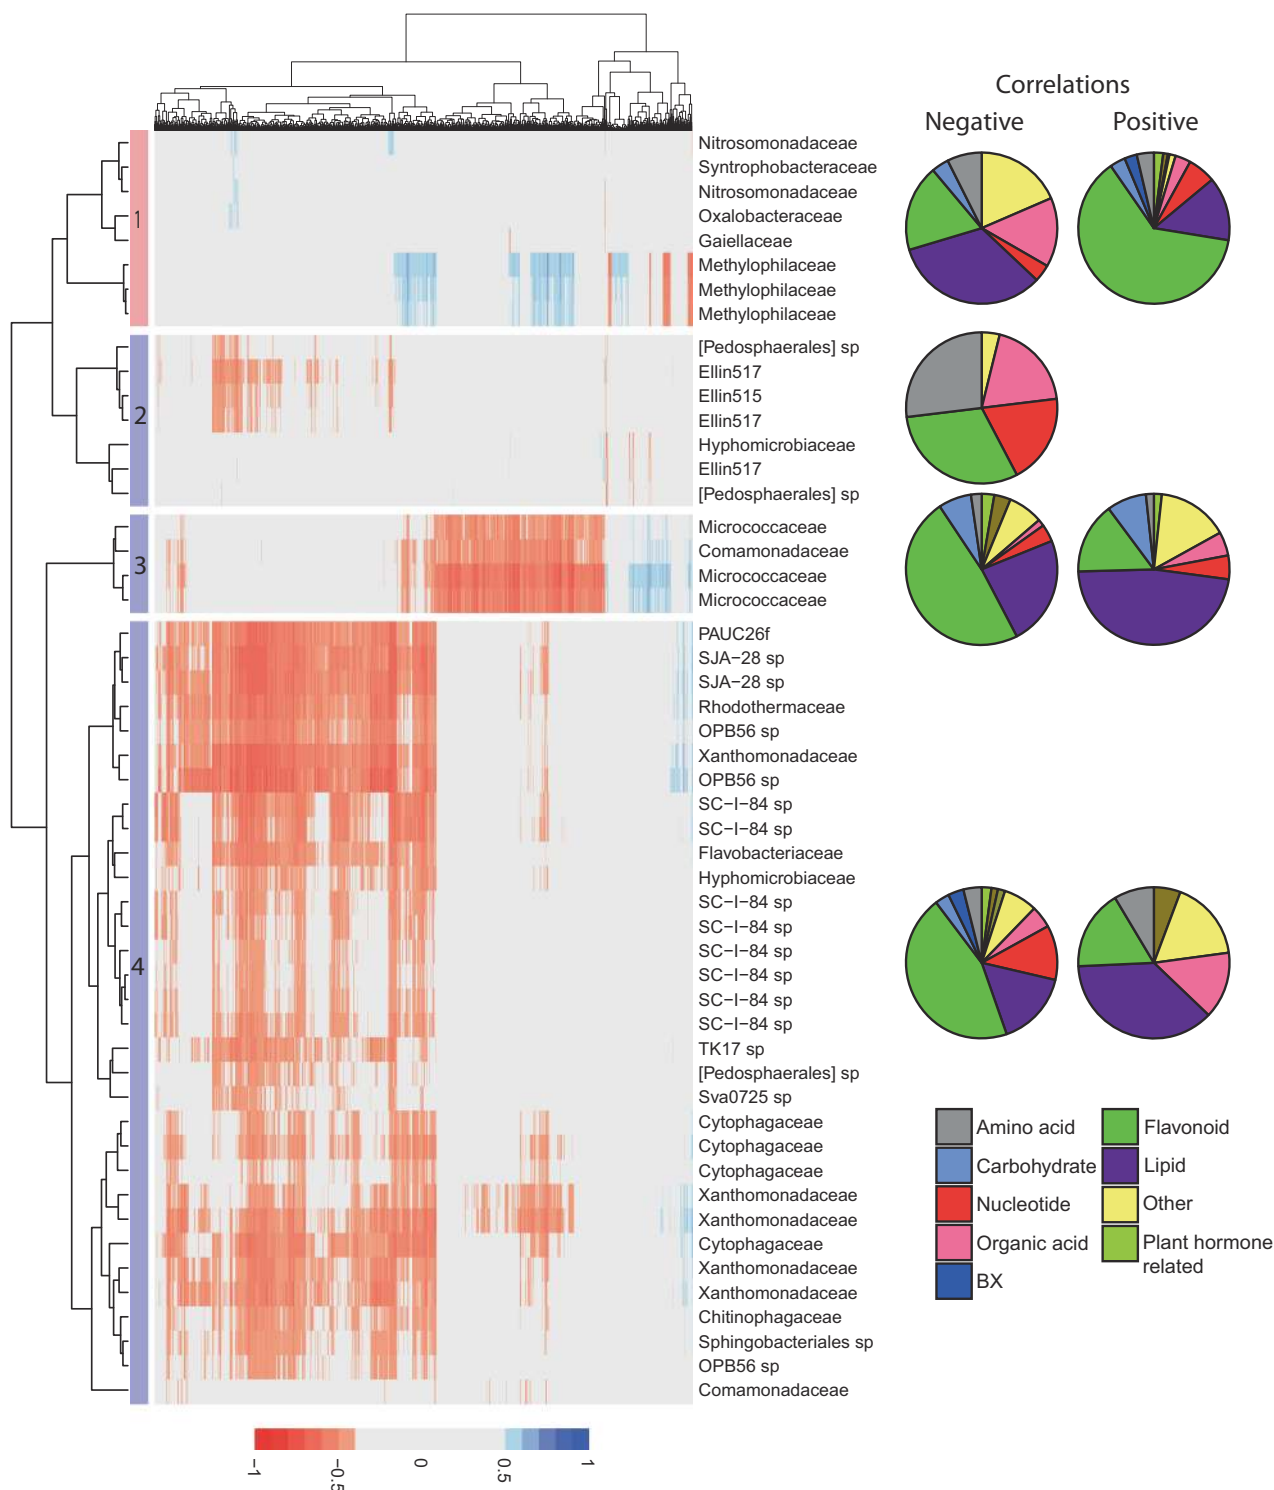 Correlations
Negative
Positive
1
Nitrosomonadaceae
Syntrophobacteraceae
Nitrosomonadaceae
Oxalobacteraceae
Gaiellaceae
Methylophilaceae
Methylophilaceae
Methylophilaceae
2
[Pedosphaerales] sp
Ellin517
Ellin515
Ellin517
Hyphomicrobiaceae
Ellin517
[Pedosphaerales] sp
3
Micrococcaceae
Comamonadaceae
Micrococcaceae
Micrococcaceae
4
PAUC26f
SJA−28 sp
SJA−28 sp
Rhodothermaceae
OPB56 sp
Xanthomonadaceae
OPB56 sp
SC−I−84 sp
SC−I−84 sp
Flavobacteriaceae
Hyphomicrobiaceae
SC−I−84 sp
SC−I−84 sp
SC−I−84 sp
SC−I−84 sp
SC−I−84 sp
SC−I−84 sp
TK17 sp
[Pedosphaerales] sp
Sva0725 sp
Cytophagaceae
Cytophagaceae
Cytophagaceae
Xanthomonadaceae
Xanthomonadaceae
Cytophagaceae
Xanthomonadaceae
Xanthomonadaceae
Chitinophagaceae
Sphingobacteriales sp
OPB56 sp
Comamonadaceae
Amino acid
Carbohydrate
Nucleotide
Organic acid
BX
Flavonoid
Lipid
Other
Plant hormone
related
-1
-0.5
0
0.5
1